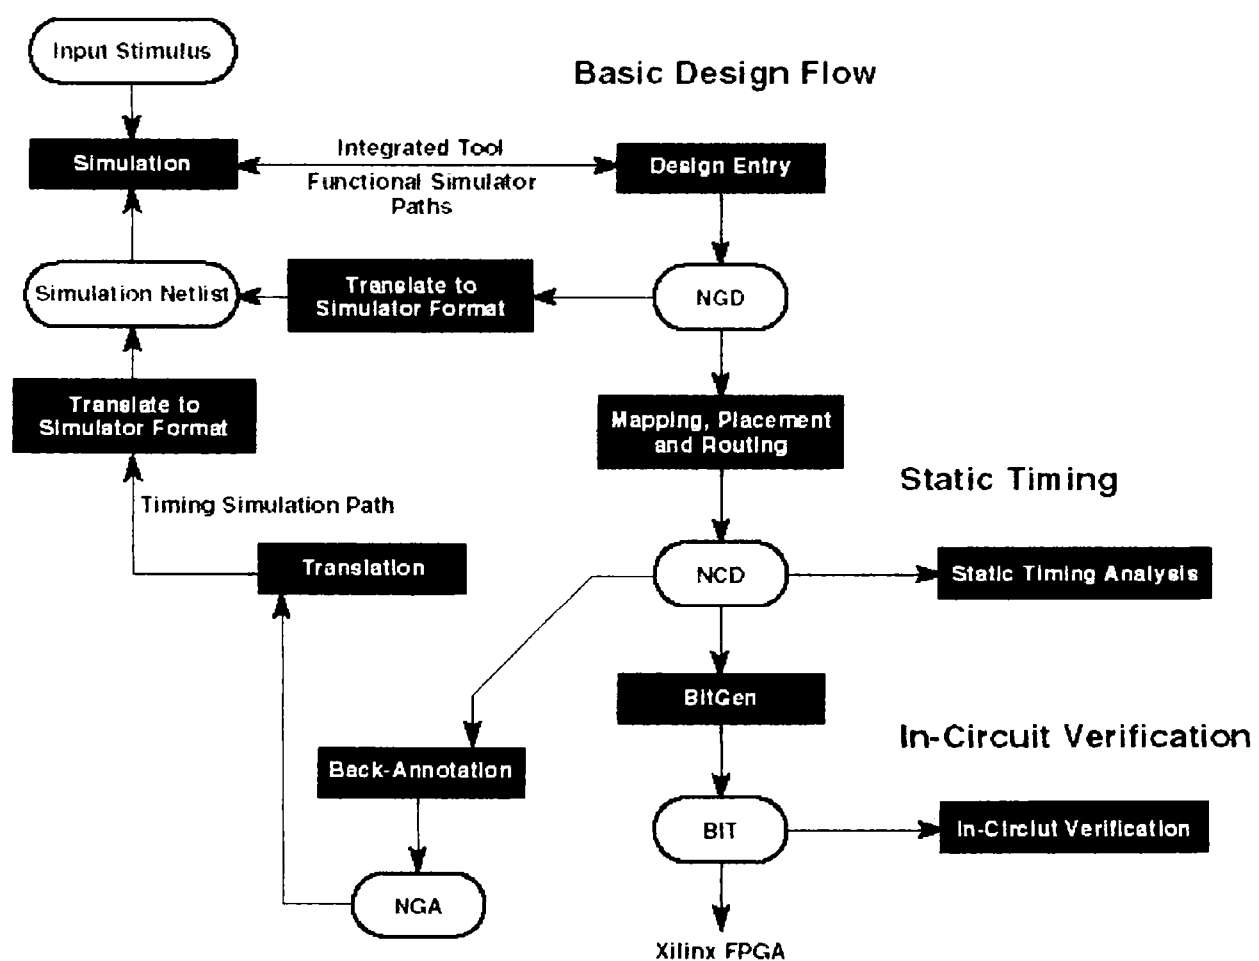 Input Stimulus
Basic Design Flow
Simulation
Integrated Tool
Functional Simulator
Paths
Design Entry
Simulation Netlist
Translate to
Simulator Format
NGD
Translate to
Simulator Format
Mapping, Placement
and Routing
Static Timing
Timing Simulation Path
Translation
NCD
Static Timing Analysis
BitGen
In-Circuit Verification
Back-Annotation
BIT
In-Circiut Verification
NGA
Xilinx FPGA